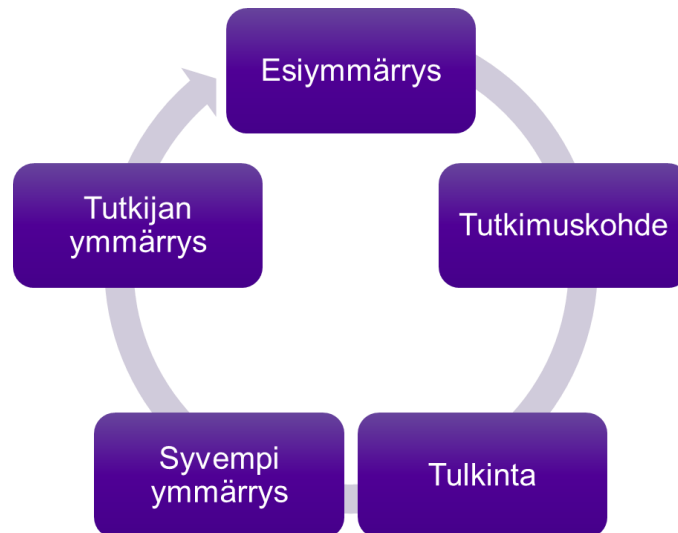 Esiymmärrys
Tutkimuskohde
Tulkinta
Syvempi
ymmärrys
Tutkijan
ymmärrys